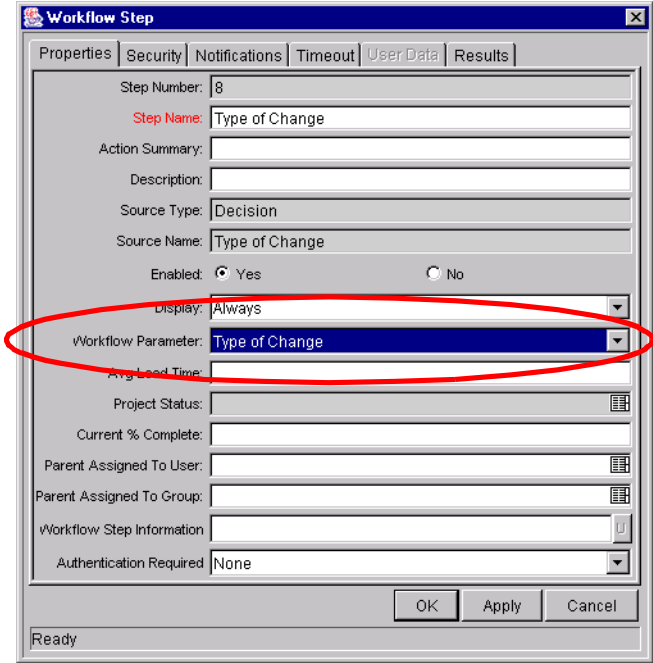 Workflow Step
Properties Security Notifications Timeout User Data Results
Step Number: 8
Step Name: Type of Change
Action Summary:
Description:
Source Type: Decision
Source Name: Type of Change
Enabled: Yes No
Display: Always
Workflow Parameter: Type of Change
Avg Lead Time:
Project Status:
Current % Complete:
Parent Assigned To User:
Parent Assigned To Group:
Workflow Step Information U
Authentication Required None
OK Apply Cancel
Ready